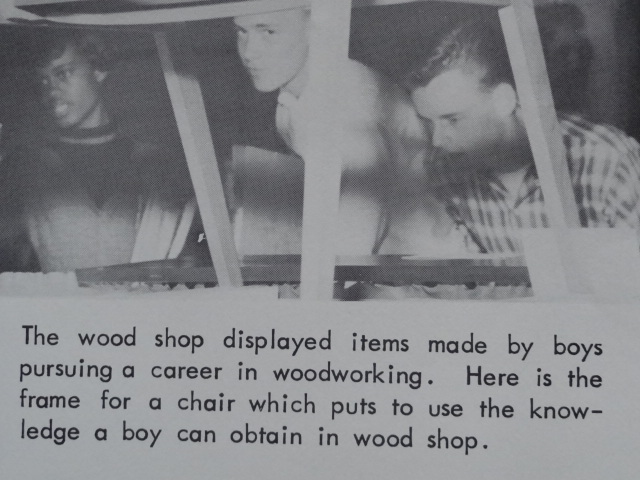 The wood shop displayed items made by boys
pursuing a career in woodworking. Here is the
frame for a chair which puts to use the know-
ledge a boy can obtain in wood shop.